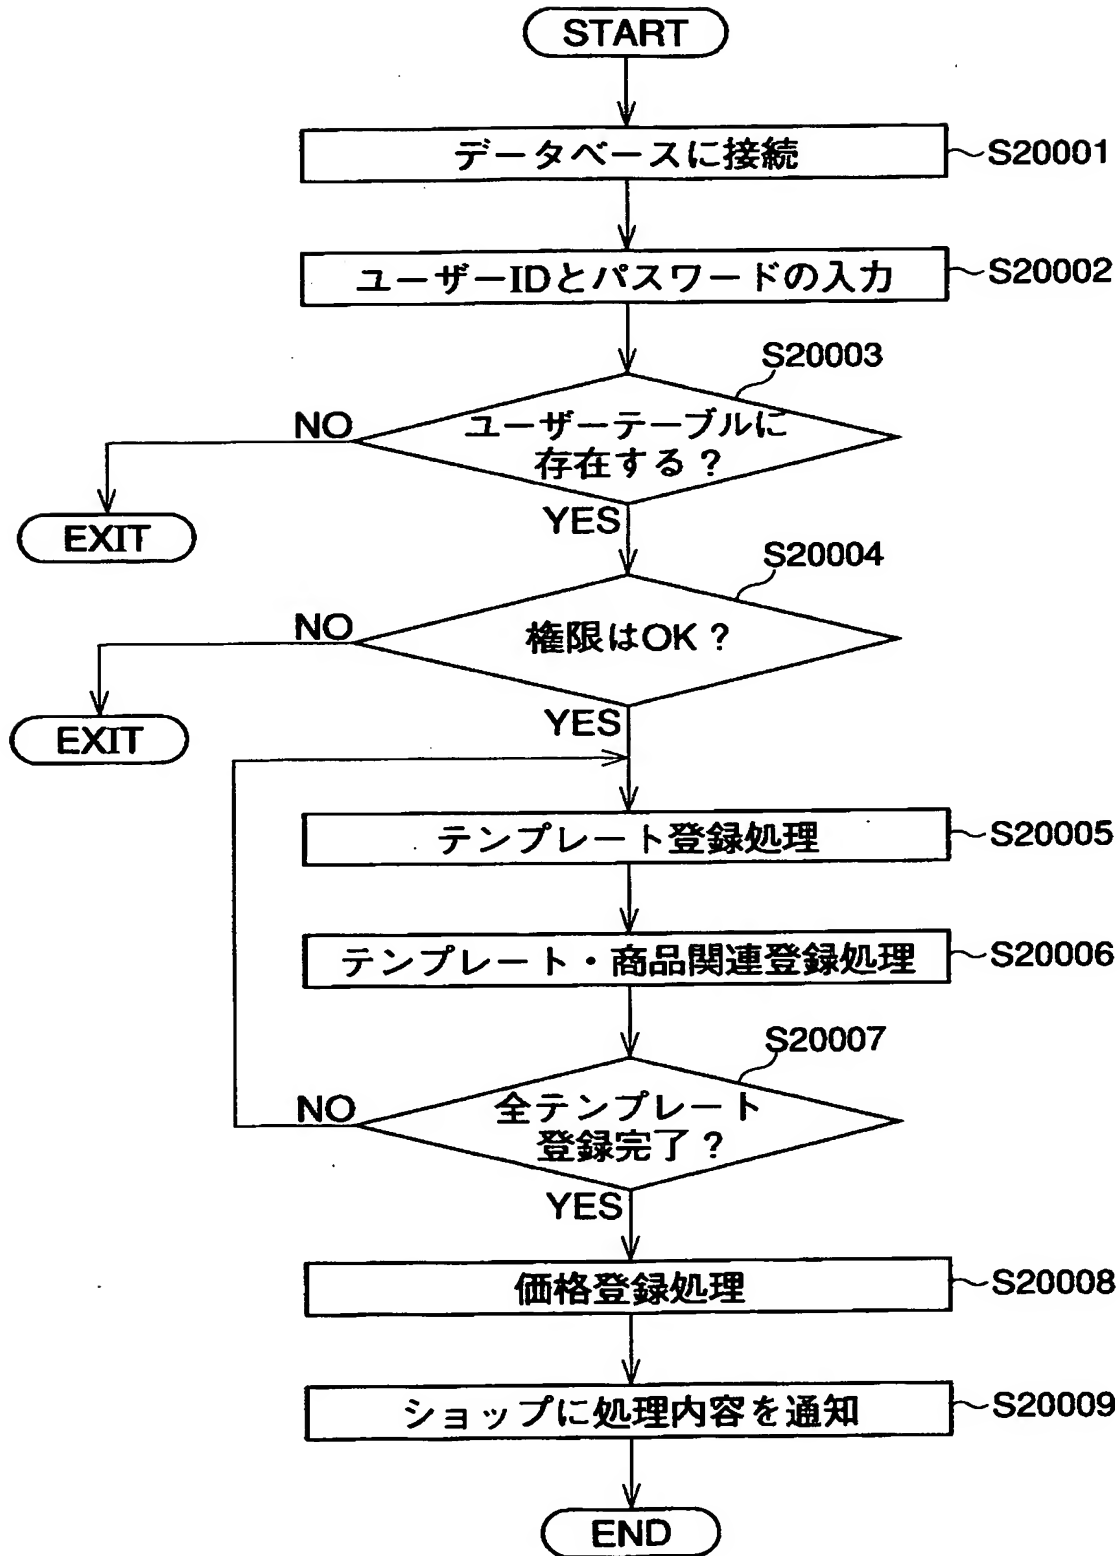 START
データベースに接続
S20001
ユーザーIDとパスワードの入力
S20002
S20003
NO
ユーザーテーブルに
存在する？
EXIT
YES
S20004
NO
権限はOK？
EXIT
YES
テンプレート登録処理
S20005
テンプレート・商品関連登録処理
S20006
S20007
NO
全テンプレート
登録完了？
YES
価格登録処理
S20008
ショップに処理内容を通知
S20009
END